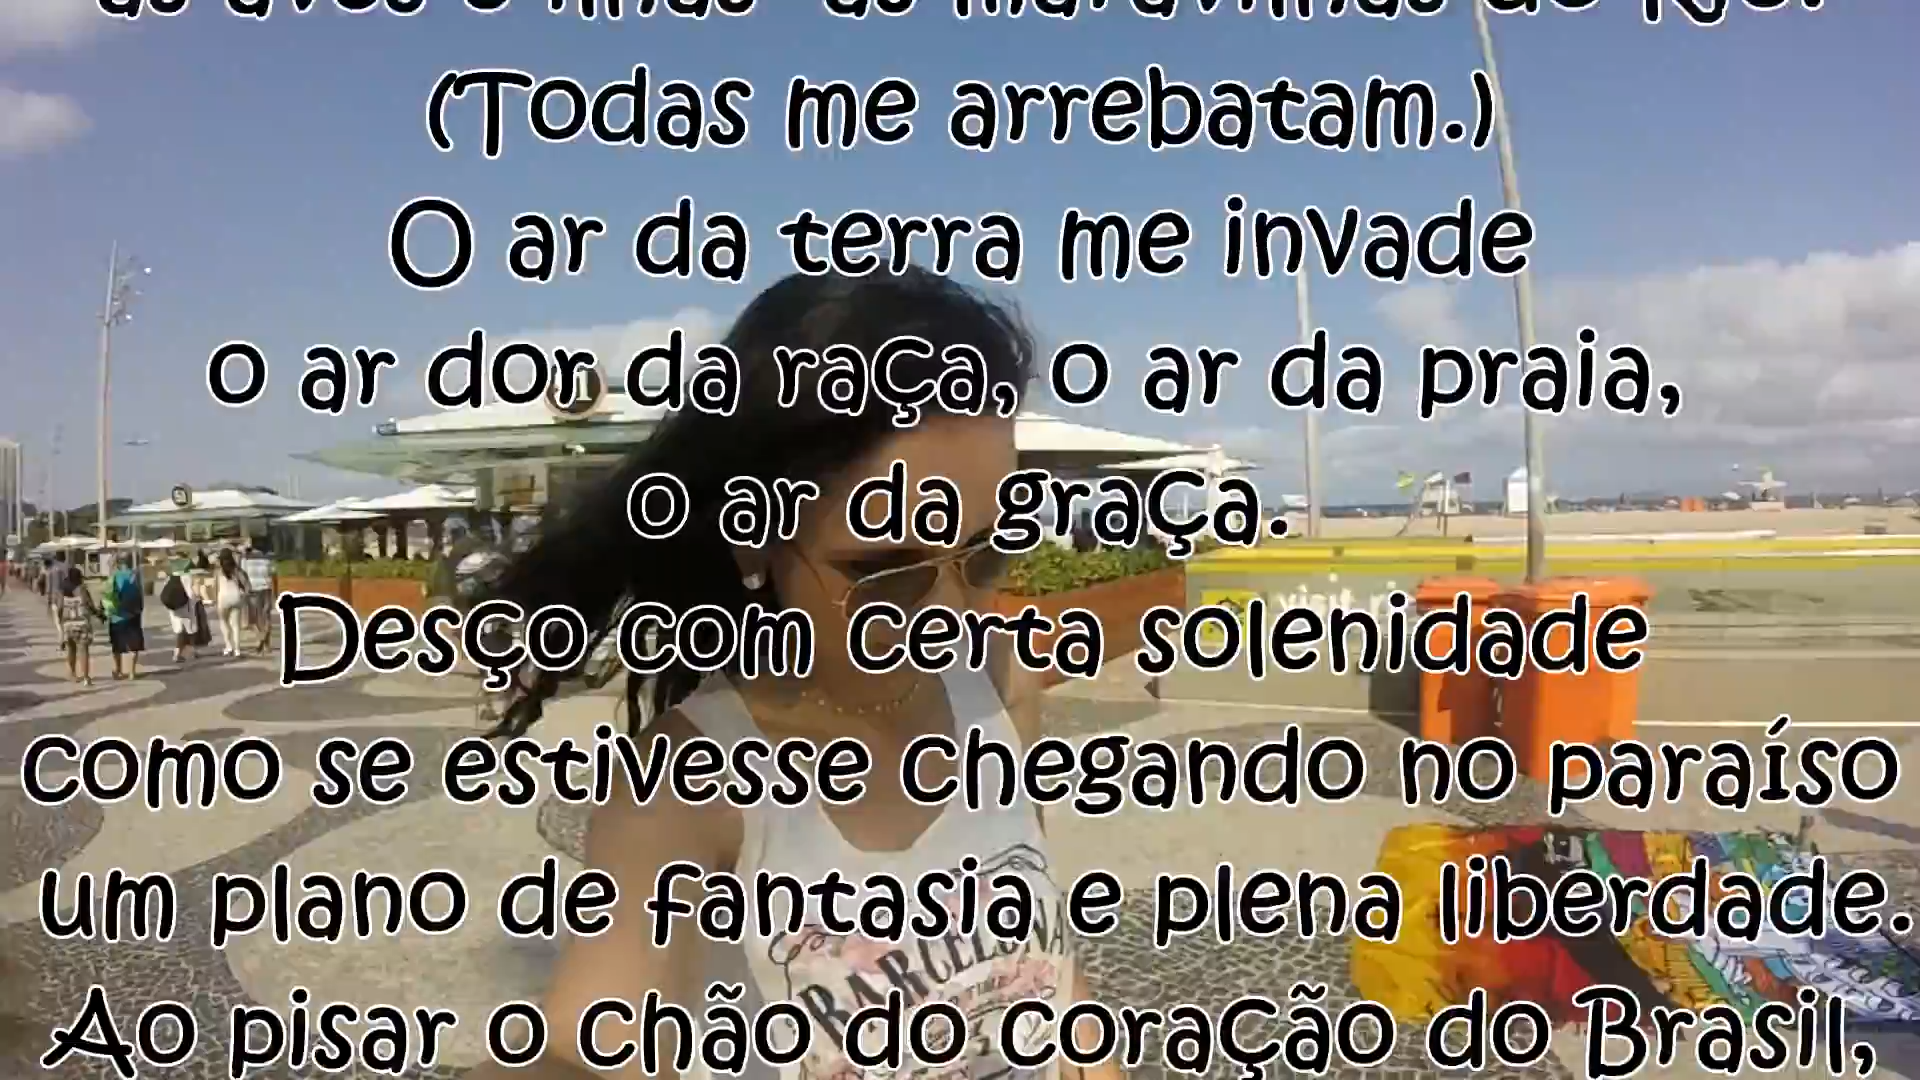 (Todas me arrebatam.)
O ar da terra me invade
o ar dor da raça, o ar da praia,
o ar da graça.
Desço com certa solenidade
como se estivesse chegando no paraíso
um plano de fantasia e plena liberdade.
Ao pisar o chão do coração do Brasil,
BARCELONA